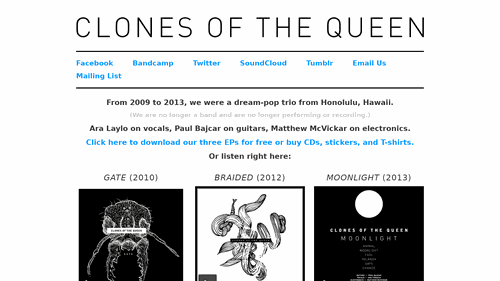 CLONES OF THE QUEEN
Facebook Bandcamp Twitter SoundCloud Tumblr Email Us
Mailing List
From 2009 to 2013, we were a dream-pop trio from Honolulu, Hawaii.
(We are no longer a band and are no longer performing or recording.)
Ara Laylo on vocals, Paul Bajcar on guitars, Matthew McVickar on electronics.
Click here to download our three EPs for free or buy CDs, stickers, and T-shirts.
Or listen right here:
GATE (2010) BRAIDED (2012) MOONLIGHT (2013)
CLONES OF THE QUEEN
GATE
CLONES OF THE QUEEN
MOONLIGHT